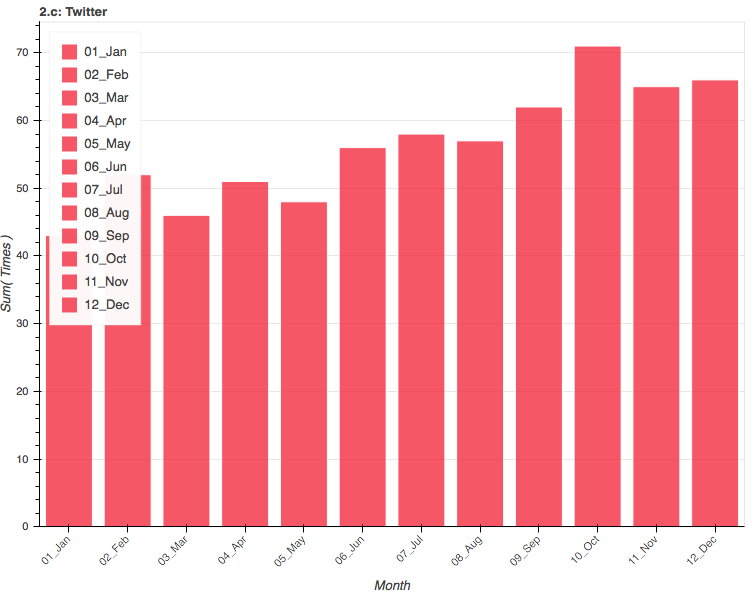 2.c: Twitter
70
60
50
40
30
20
10
0
Sum( Times )
01_Jan
02_Feb
03_Mar
04_Apr
05_May
06_Jun
07_Jul
08_Aug
09_Sep
10_Oct
11_Nov
12_Dec
01_Jan
02_Feb
03_Mar
04_Apr
05_May
06_Jun
07_Jul
08_Aug
09_Sep
10_Oct
11_Nov
12_Dec
Month